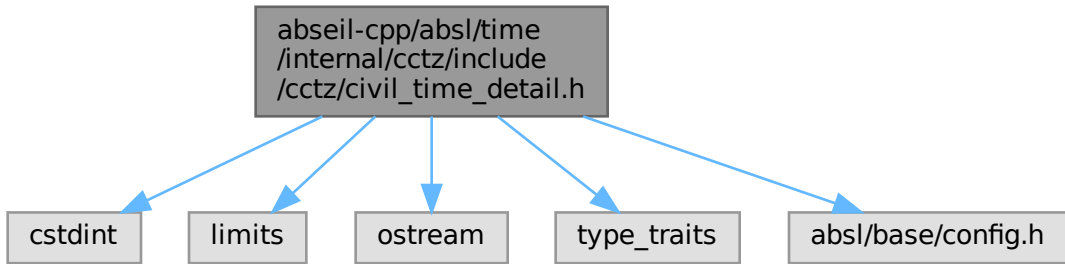 abseil-cpp/absl/time
/internal/cctz/include
/cctz/civil_time_detail.h
cstdint
limits
ostream
type_traits
absl/base/config.h